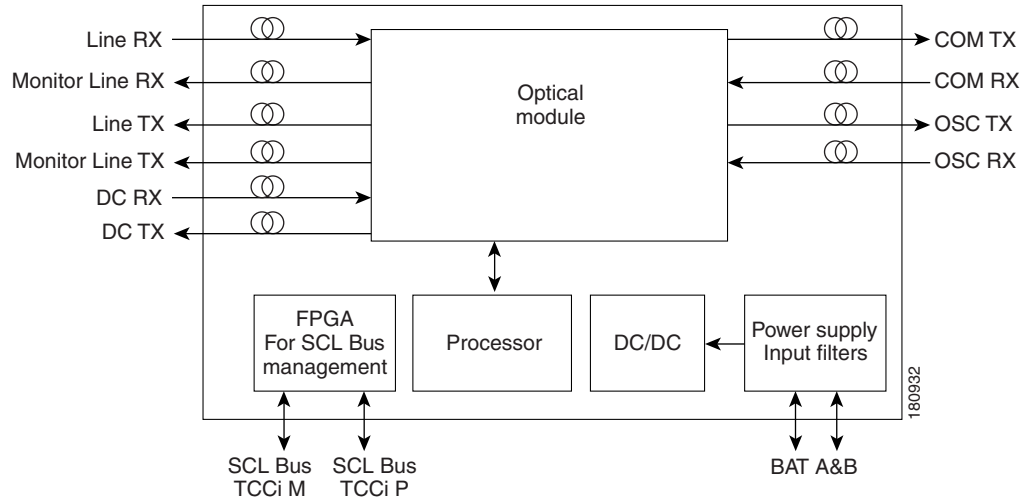 Line RX
Monitor Line RX
Line TX
Monitor Line TX
DC RX
DC TX
COM TX
COM RX
OSC TX
OSC RX
Optical
module
FPGA
For SCL Bus
management
Processor
DC/DC
Power supply
Input filters
180932
SCL Bus
TCCi M
SCL Bus
TCCi P
BAT A&B